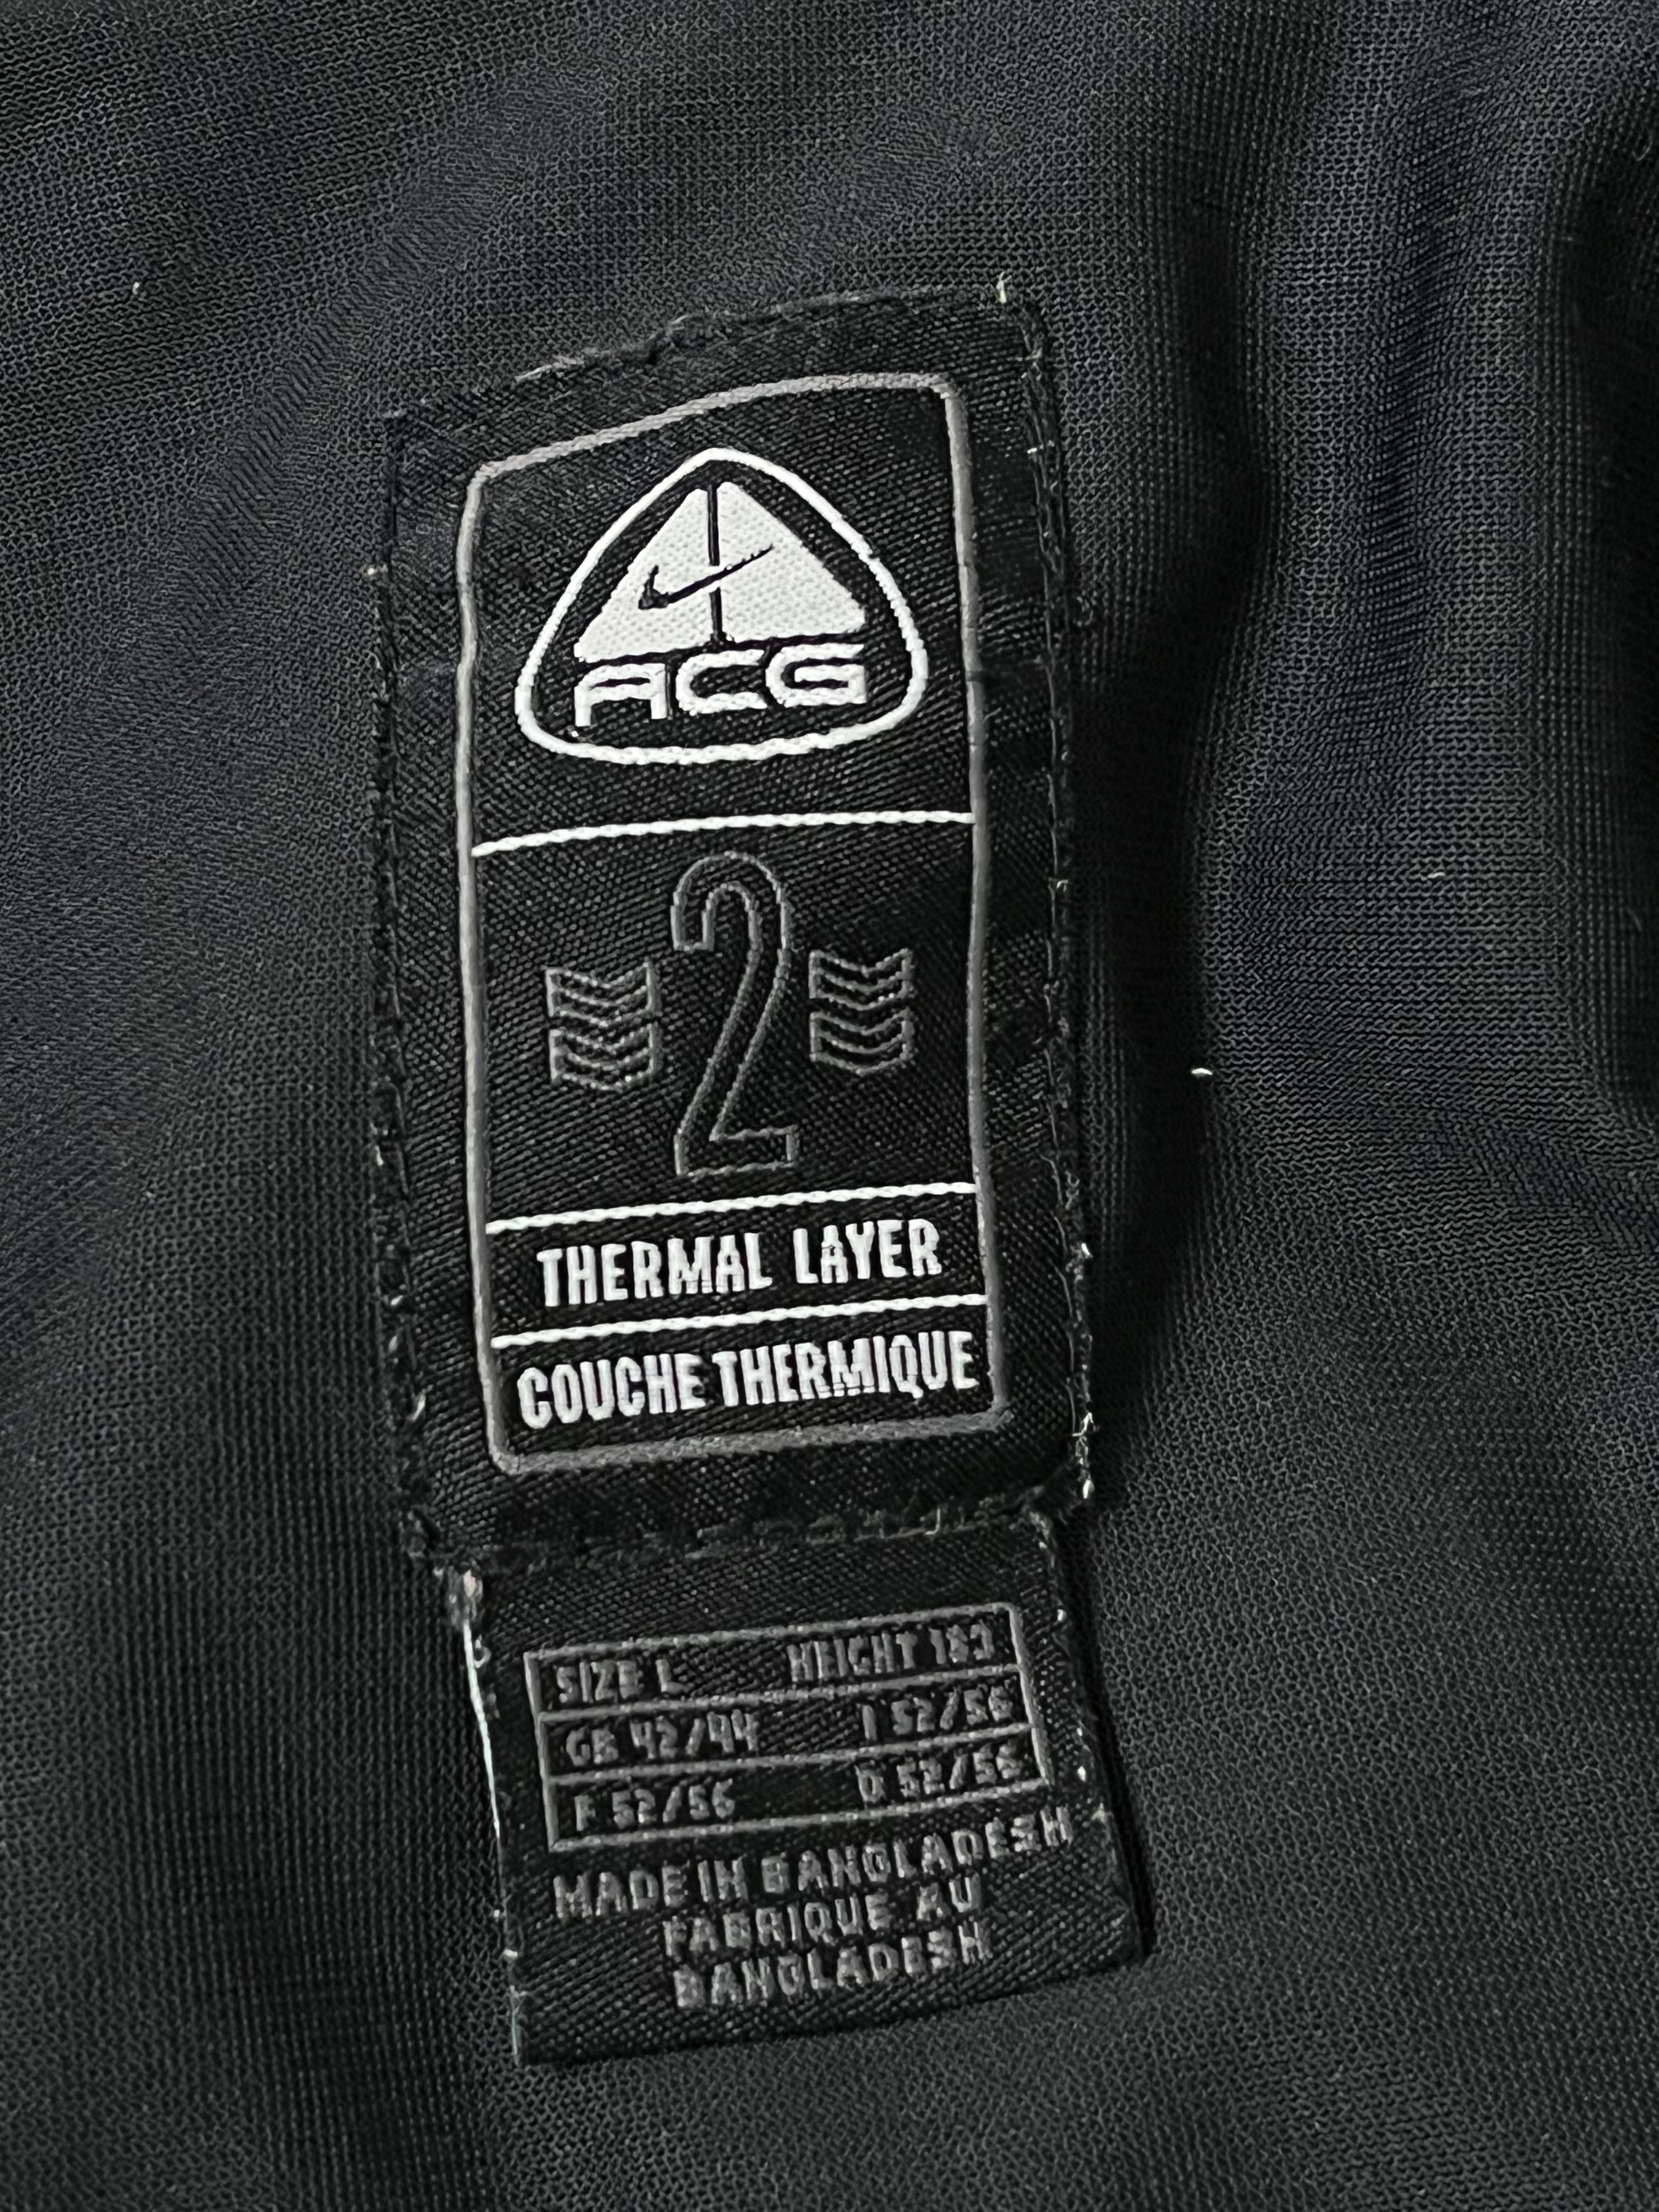 ACG
2
THERMAL LAYER
COUCHE THERMIQUE
SIZE L HEIGHT 183
GB 42/44 I 52/56
F 52/56 D 52/56
MADE IN BANGLADESH
FABRIQUE AU
BANGLADESH